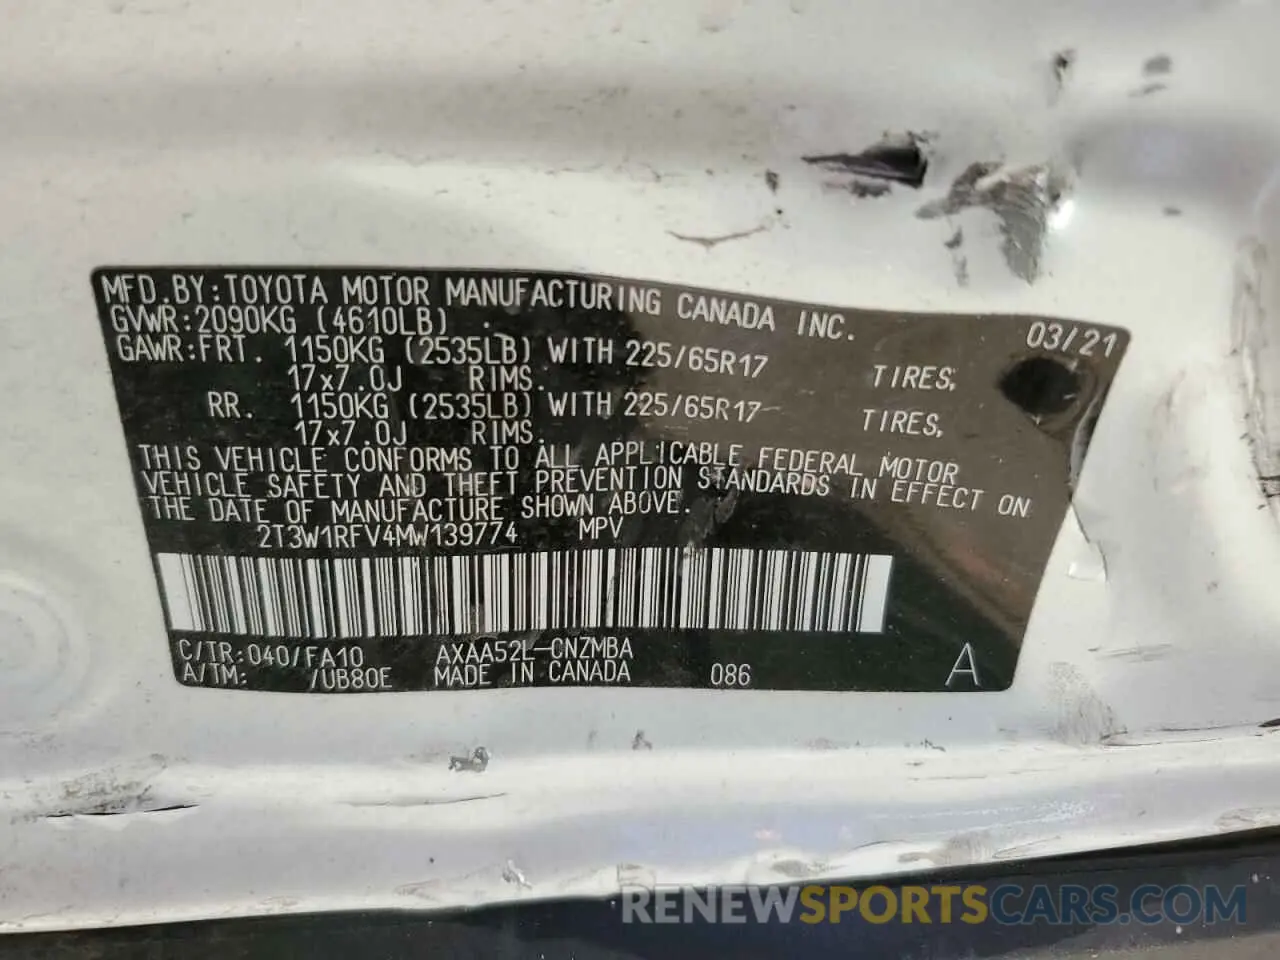 MFD.BY:TOYOTA MOTOR MANUFACTURING CANADA INC. 03/21
GVWR:2090KG (4610LB)
GAWR:FRT. 1150KG (2535LB) WITH 225/65R17 TIRES,
17x7.0J RIMS.
RR. 1150KG (2535LB) WITH 225/65R17 TIRES,
17x7.0J RIMS.
THIS VEHICLE CONFORMS TO ALL APPLICABLE FEDERAL MOTOR
VEHICLE SAFETY AND THEFT PREVENTION STANDARDS IN EFFECT ON
THE DATE OF MANUFACTURE SHOWN ABOVE.
2T3W1RFV4MW139774 MPV
C/TR:040/FA10 AXAA52L-CNZMBA
A/TM: /UB80E MADE IN CANADA 086 A
RENEWSPORTSCARS.COM